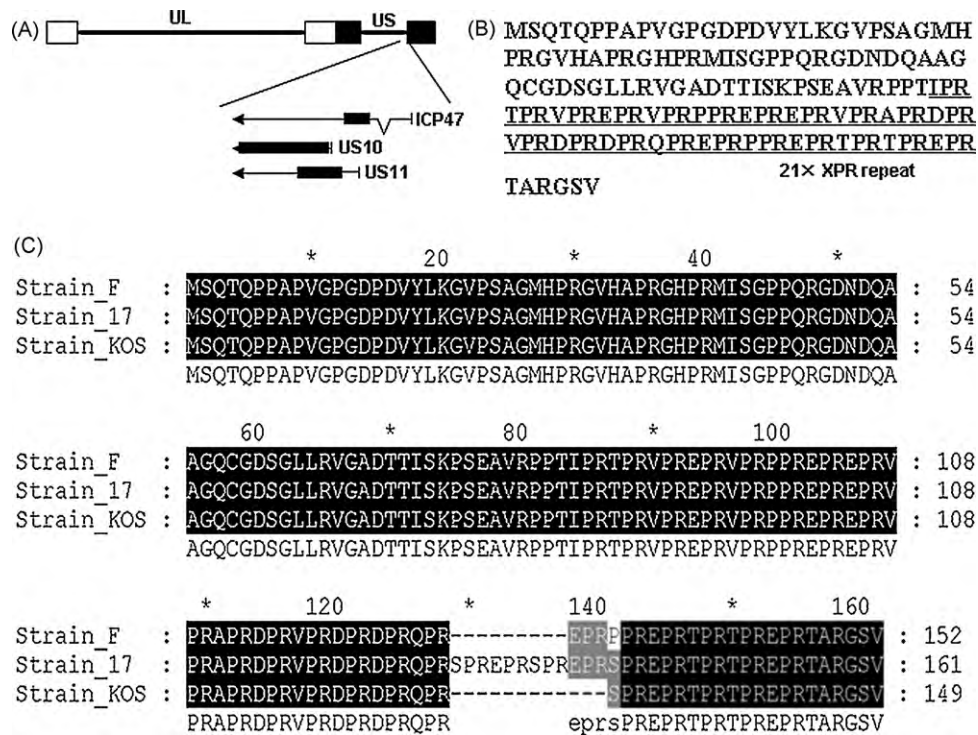 (A)
UL
US
ICP47
US10
US11
(B)
MSQTQPPAPVGPGDPDVYLKGVPSAGMH
PRGVHAPRGHPRMISGPPQRGDNDQAAG
QCGDSGLLRVGADTTISKPSEAVRPPTIPR
TPRVPREPRVPRPPREPREPRVPRAPRDPR
VPRDPRDPRQPREPRPPREPRTPRTPREPR
21× XPR repeat
TARGSV
(C)
* 20 * 40 *
Strain_F : MSQTQPPAPVGPGDPDVYLKGVPSAGMHPRGVHAPRGHPRMISGPPQRGDNDQA : 54
Strain_17 : MSQTQPPAPVGPGDPDVYLKGVPSAGMHPRGVHAPRGHPRMISGPPQRGDNDQA : 54
Strain_KOS : MSQTQPPAPVGPGDPDVYLKGVPSAGMHPRGVHAPRGHPRMISGPPQRGDNDQA : 54
MSQTQPPAPVGPGDPDVYLKGVPSAGMHPRGVHAPRGHPRMISGPPQRGDNDQA
60 * 80 * 100
Strain_F : AGQCGDSGLLRVGADTTISKPSEAVRPPTIPRTPRVPREPRVPRPPREPREPRV : 108
Strain_17 : AGQCGDSGLLRVGADTTISKPSEAVRPPTIPRTPRVPREPRVPRPPREPREPRV : 108
Strain_KOS : AGQCGDSGLLRVGADTTISKPSEAVRPPTIPRTPRVPREPRVPRPPREPREPRV : 108
AGQCGDSGLLRVGADTTISKPSEAVRPPTIPRTPRVPREPRVPRPPREPREPRV
* 120 * 140 * 160
Strain_F : PRAPRDPRVPRDPRDPRQPR---------EPRPPREPRTPRTPREPRTARGSV : 152
Strain_17 : PRAPRDPRVPRDPRDPRQPRSPREPRSPREPRSPREPRTPRTPREPRTARGSV : 161
Strain_KOS : PRAPRDPRVPRDPRDPRQPR------------SPREPRTPRTPREPRTARGSV : 149
PRAPRDPRVPRDPRDPRQPR eprsPREPRTPRTPREPRTARGSV